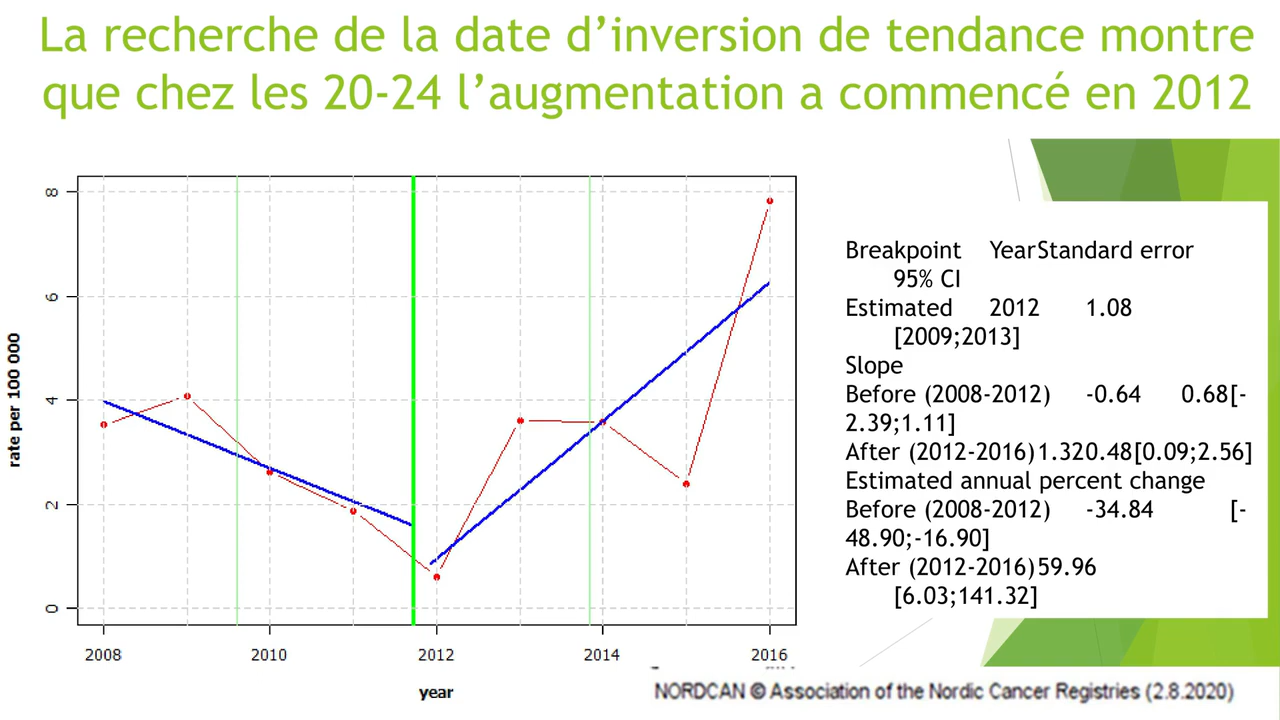 La recherche de la date d’inversion de tendance montre
que chez les 20-24 l’augmentation a commencé en 2012
8
6
4
2
0
rate per 100 000
2008 2010 2012 2014 2016
year
Breakpoint YearStandard error
95% CI
Estimated 2012 1.08
[2009;2013]
Slope
Before (2008-2012) -0.64 0.68[-
2.39;1.11]
After (2012-2016)1.320.48[0.09;2.56]
Estimated annual percent change
Before (2008-2012) -34.84 [-
48.90;-16.90]
After (2012-2016)59.96
[6.03;141.32]
NORDCAN © Association of the Nordic Cancer Registries (2.8.2020)